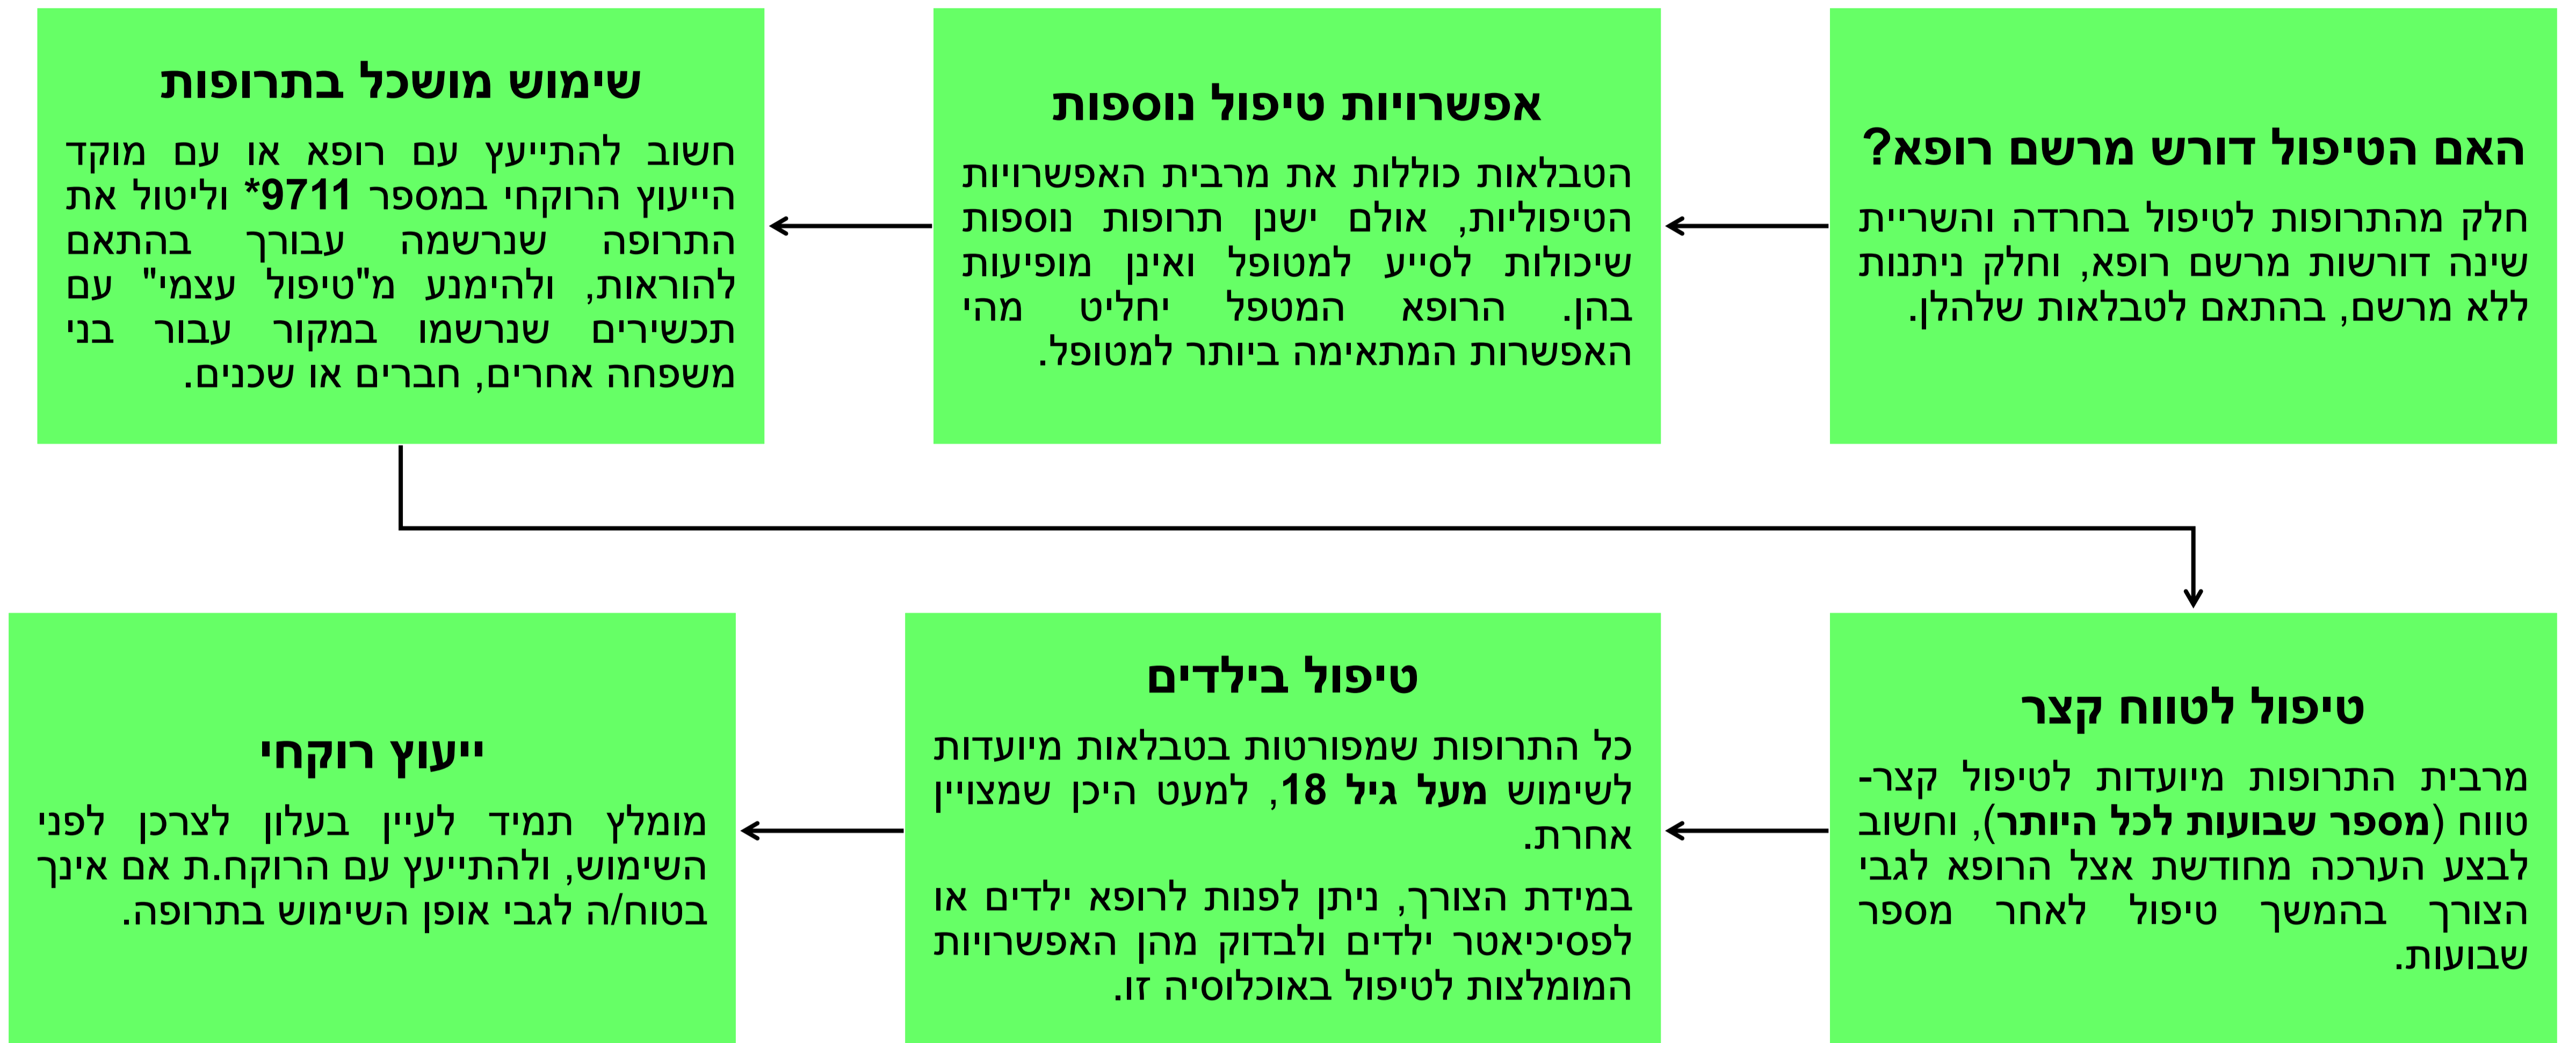 האם הטיפול דורש מרשם רופא?
חלק מהתרופות לטיפול בחרדה והשריית
שינה דורשות מרשם רופא, וחלק ניתנות
ללא מרשם, בהתאם לטבלאות שלהלן.
אפשרויות טיפול נוספות
הטבלאות כוללות את מרבית האפשרויות
הטיפוליות, אולם ישנן תרופות נוספות
שיכולות לסייע למטופל ואינן מופיעות
בהן. הרופא המטפל יחליט מהי
האפשרות המתאימה ביותר למטופל.
שימוש מושכל בתרופות
חשוב להתייעץ עם רופא או עם מוקד
הייעוץ הרוקחי במספר 9711* וליטול את
התרופה שנרשמה עבורך בהתאם
להוראות, ולהימנע מ"טיפול עצמי" עם
תכשירים שנרשמו במקור עבור בני
משפחה אחרים, חברים או שכנים.
טיפול לטווח קצר
מרבית התרופות מיועדות לטיפול קצר-
טווח (מספר שבועות לכל היותר), וחשוב
לבצע הערכה מחודשת אצל הרופא לגבי
הצורך בהמשך טיפול לאחר מספר
שבועות.
טיפול בילדים
כל התרופות שמפורטות בטבלאות מיועדות
לשימוש מעל גיל 18, למעט היכן שמצויין
אחרת.
במידת הצורך, ניתן לפנות לרופא ילדים או
לפסיכיאטר ילדים ולבדוק מהן האפשרויות
המומלצות לטיפול באוכלוסיה זו.
ייעוץ רוקחי
מומלץ תמיד לעיין בעלון לצרכן לפני
השימוש, ולהתייעץ עם הרוקח.ת אם אינך
בטוח/ה לגבי אופן השימוש בתרופה.